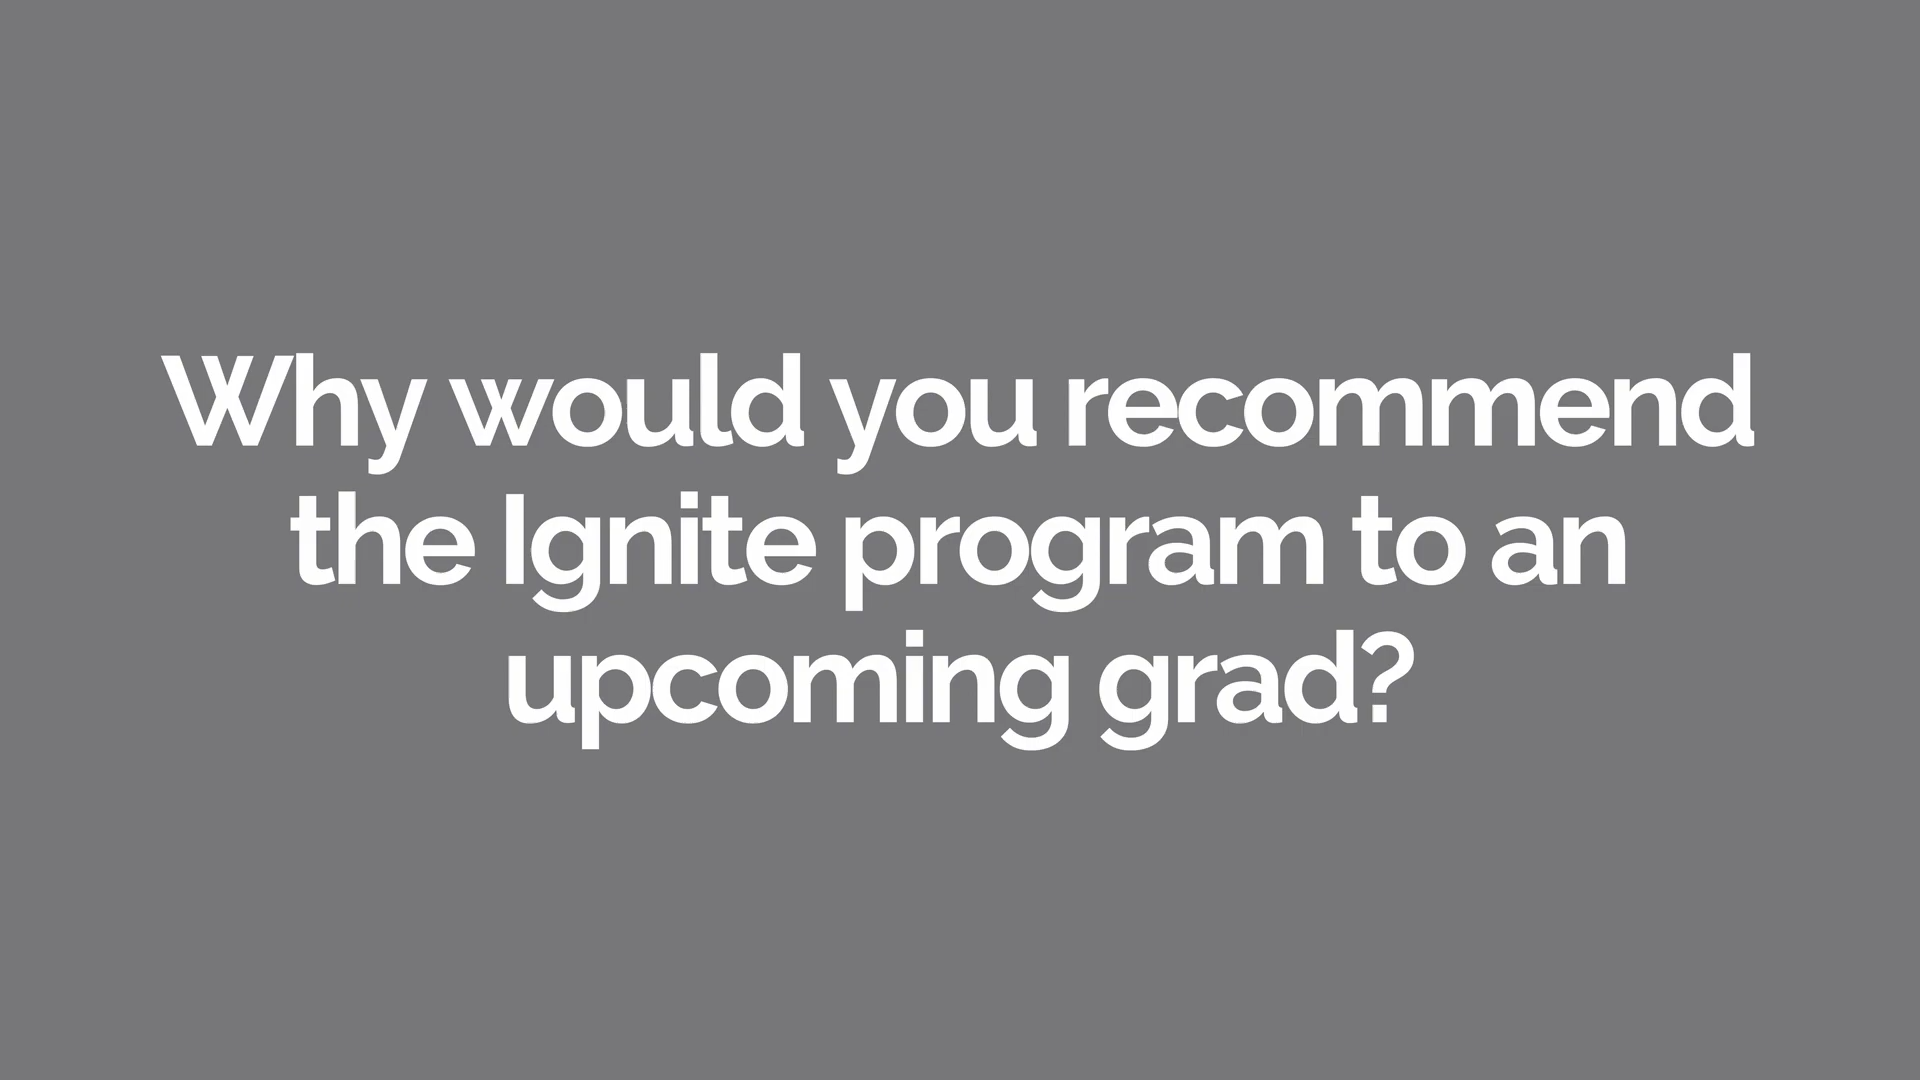 Why would you recommend
the Ignite program to an
upcoming grad?